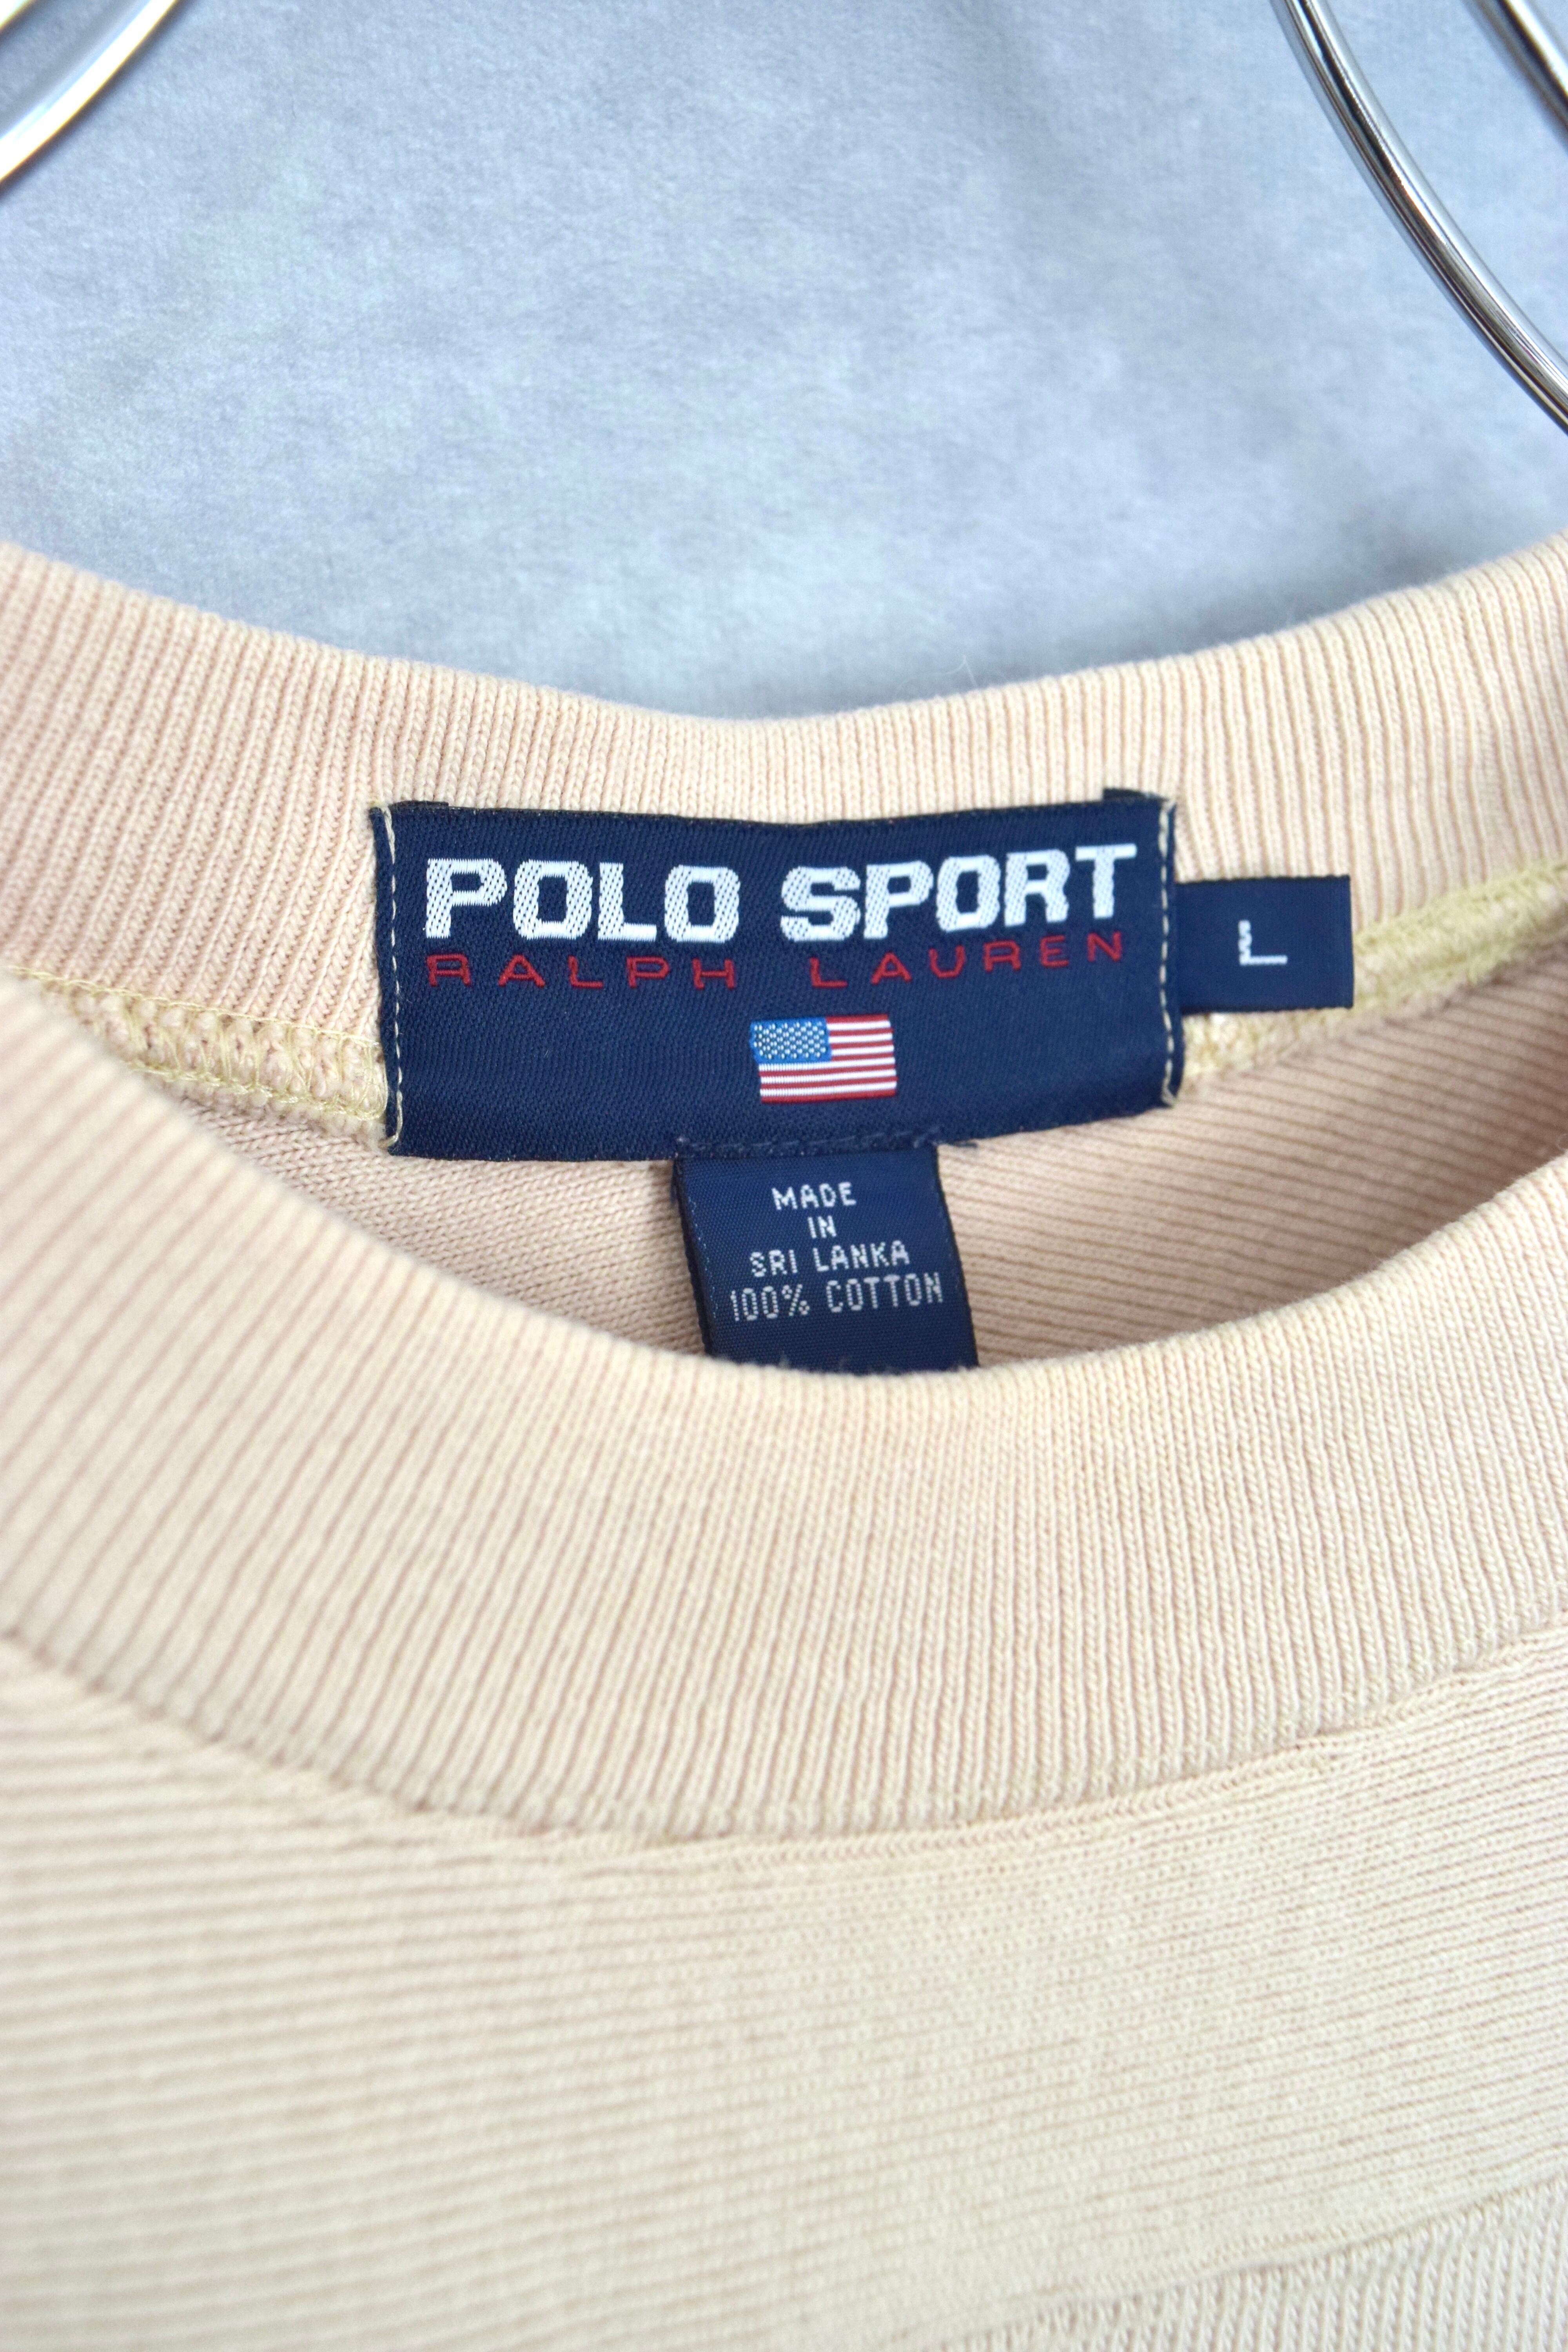 POLO SPORT
RALPH LAUREN
L
MADE
IN
SRI LANKA
100% COTTON